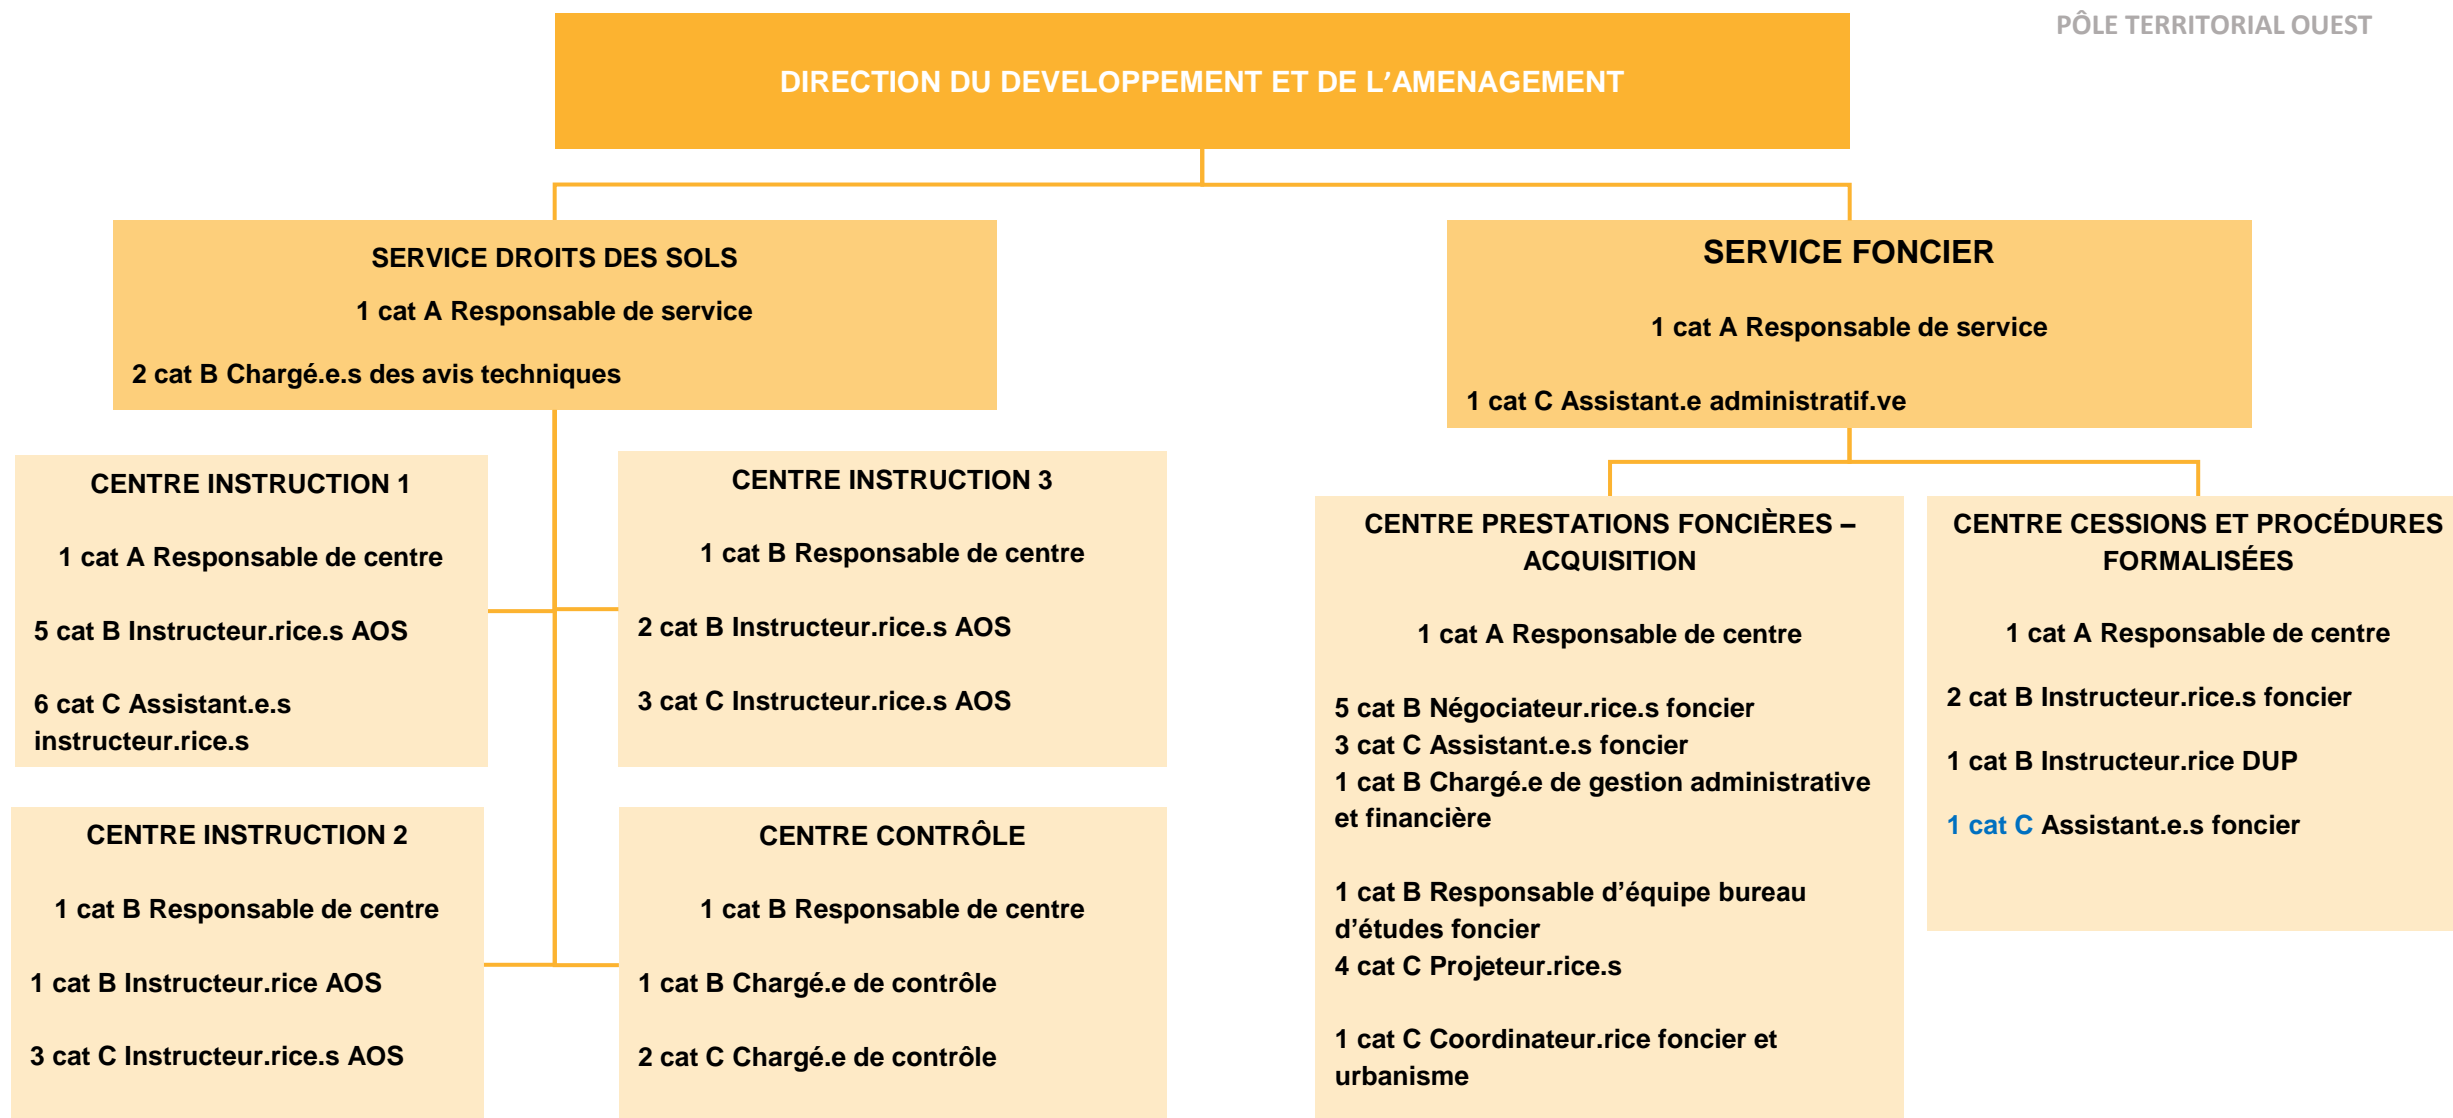 PÔLE TERRITORIAL OUEST
DIRECTION DU DEVELOPPEMENT ET DE L'AMENAGEMENT
SERVICE DROITS DES SOLS
1 cat A Responsable de service
2 cat B Chargé.e.s des avis techniques
SERVICE FONCIER
1 cat A Responsable de service
1 cat C Assistant.e administratif.ve
CENTRE INSTRUCTION 1
1 cat A Responsable de centre
5 cat B Instructeur.rice.s AOS
6 cat C Assistant.e.s
instructeur.rice.s
CENTRE INSTRUCTION 3
1 cat B Responsable de centre
2 cat B Instructeur.rice.s AOS
3 cat C Instructeur.rice.s AOS
CENTRE INSTRUCTION 2
1 cat B Responsable de centre
1 cat B Instructeur.rice AOS
3 cat C Instructeur.rice.s AOS
CENTRE CONTRÔLE
1 cat B Responsable de centre
1 cat B Chargé.e de contrôle
2 cat C Chargé.e de contrôle
CENTRE PRESTATIONS FONCIÈRES –
ACQUISITION
1 cat A Responsable de centre
5 cat B Négociateur.rice.s foncier
3 cat C Assistant.e.s foncier
1 cat B Chargé.e de gestion administrative
et financière
1 cat B Responsable d'équipe bureau
d'études foncier
4 cat C Projeteur.rice.s
1 cat C Coordinateur.rice foncier et
urbanisme
CENTRE CESSIONS ET PROCÉDURES
FORMALISÉES
1 cat A Responsable de centre
2 cat B Instructeur.rice.s foncier
1 cat B Instructeur.rice DUP
1 cat C Assistant.e.s foncier